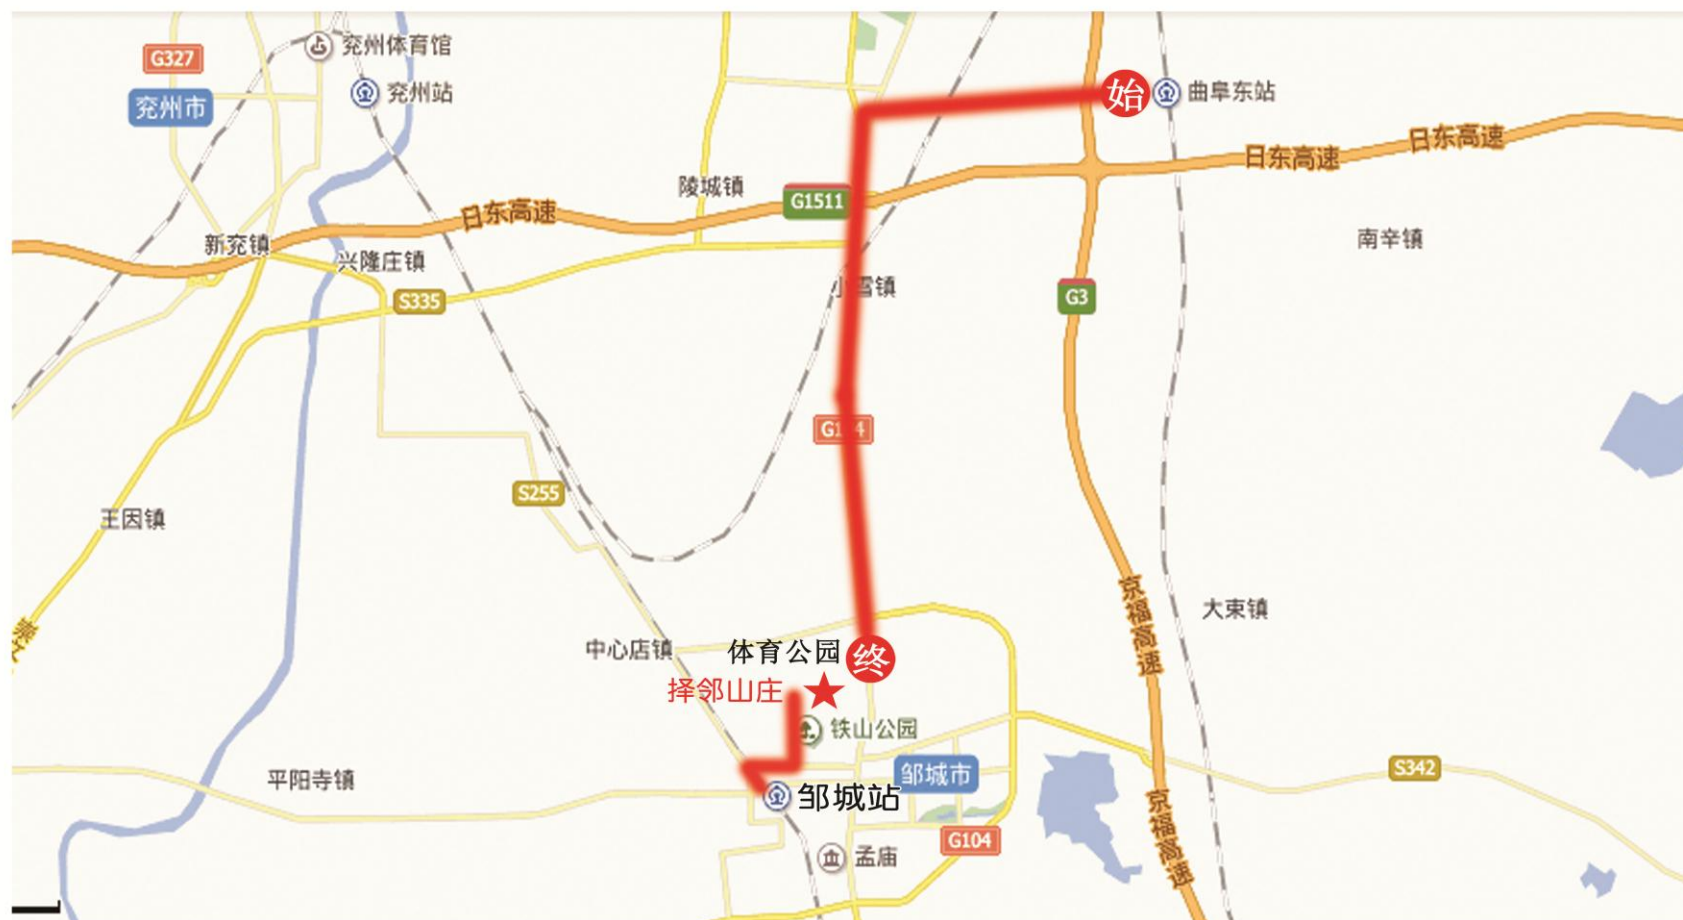 兖州体育馆
G327
兖州站
始
曲阜东站
兖州市
日东高速
日东高速
陵城镇
G1511
日东高速
南辛镇
新兖镇
兴隆庄镇
雪镇
G3
S335
S255
王因镇
京福高速
大束镇
崇文
中心店镇
体育公园
终
择邻山庄
铁山公园
平阳寺镇
邹城市
S342
邹城站
京福高速
G104
孟庙